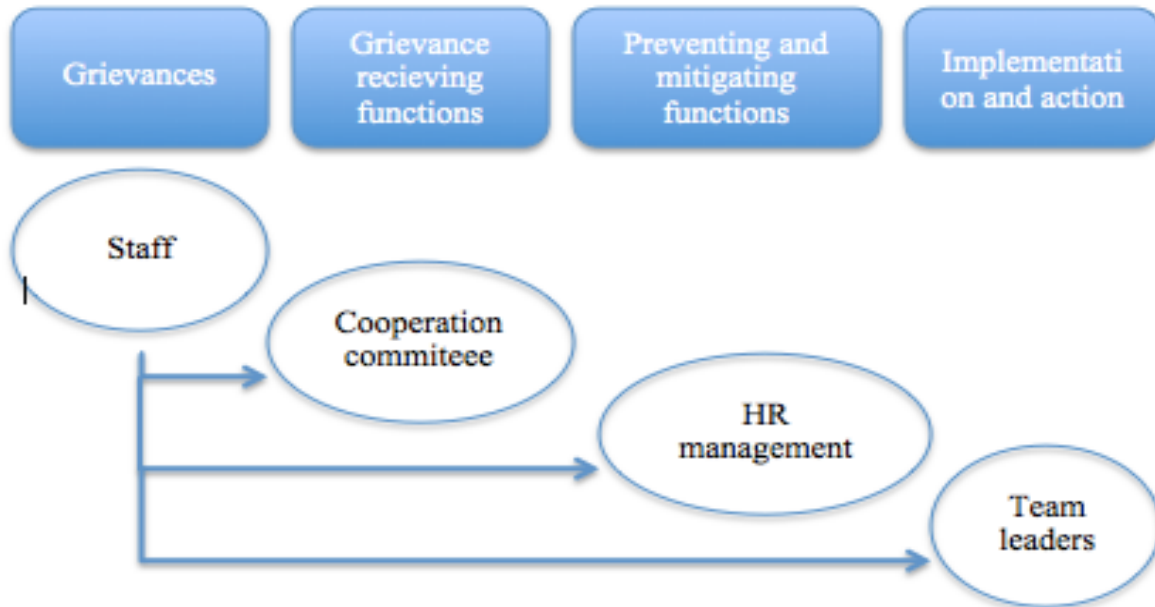 Grievances
Grievance
recieving
functions
Preventing and
mitigating
functions
Implementati
on and action
Staff
Cooperation
commiteee
HR
management
Team
leaders